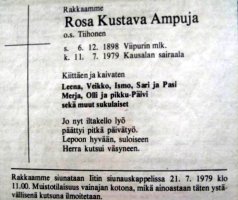 Rakkaamme
Rosa Kustava Ampuja
o.s. Tiihonen
s. 6. 12. 1898 Viipurin mlk.
k. 11. 7. 1979 Kausalan sairaala
Kiittäen ja kaivaten
Leena, Veikko, Ismo, Sari ja Pasi
Merja, Olli ja pikku-Päivi
sekä muut sukulaiset
Jo nyt iltakello lyö
päättyi pitkä päivätyö.
Lepoon hyvään, suloiseen
Herra kutsui väsyneen.
Rakkaamme siunataan Iitin siunauskappelissa 21. 7. 1979 klo
11.00. Muistotilaisuus vainajan kotona, mikä ainoastaan täten ystä-
vällisenä kutsuna ilmoitetaan.